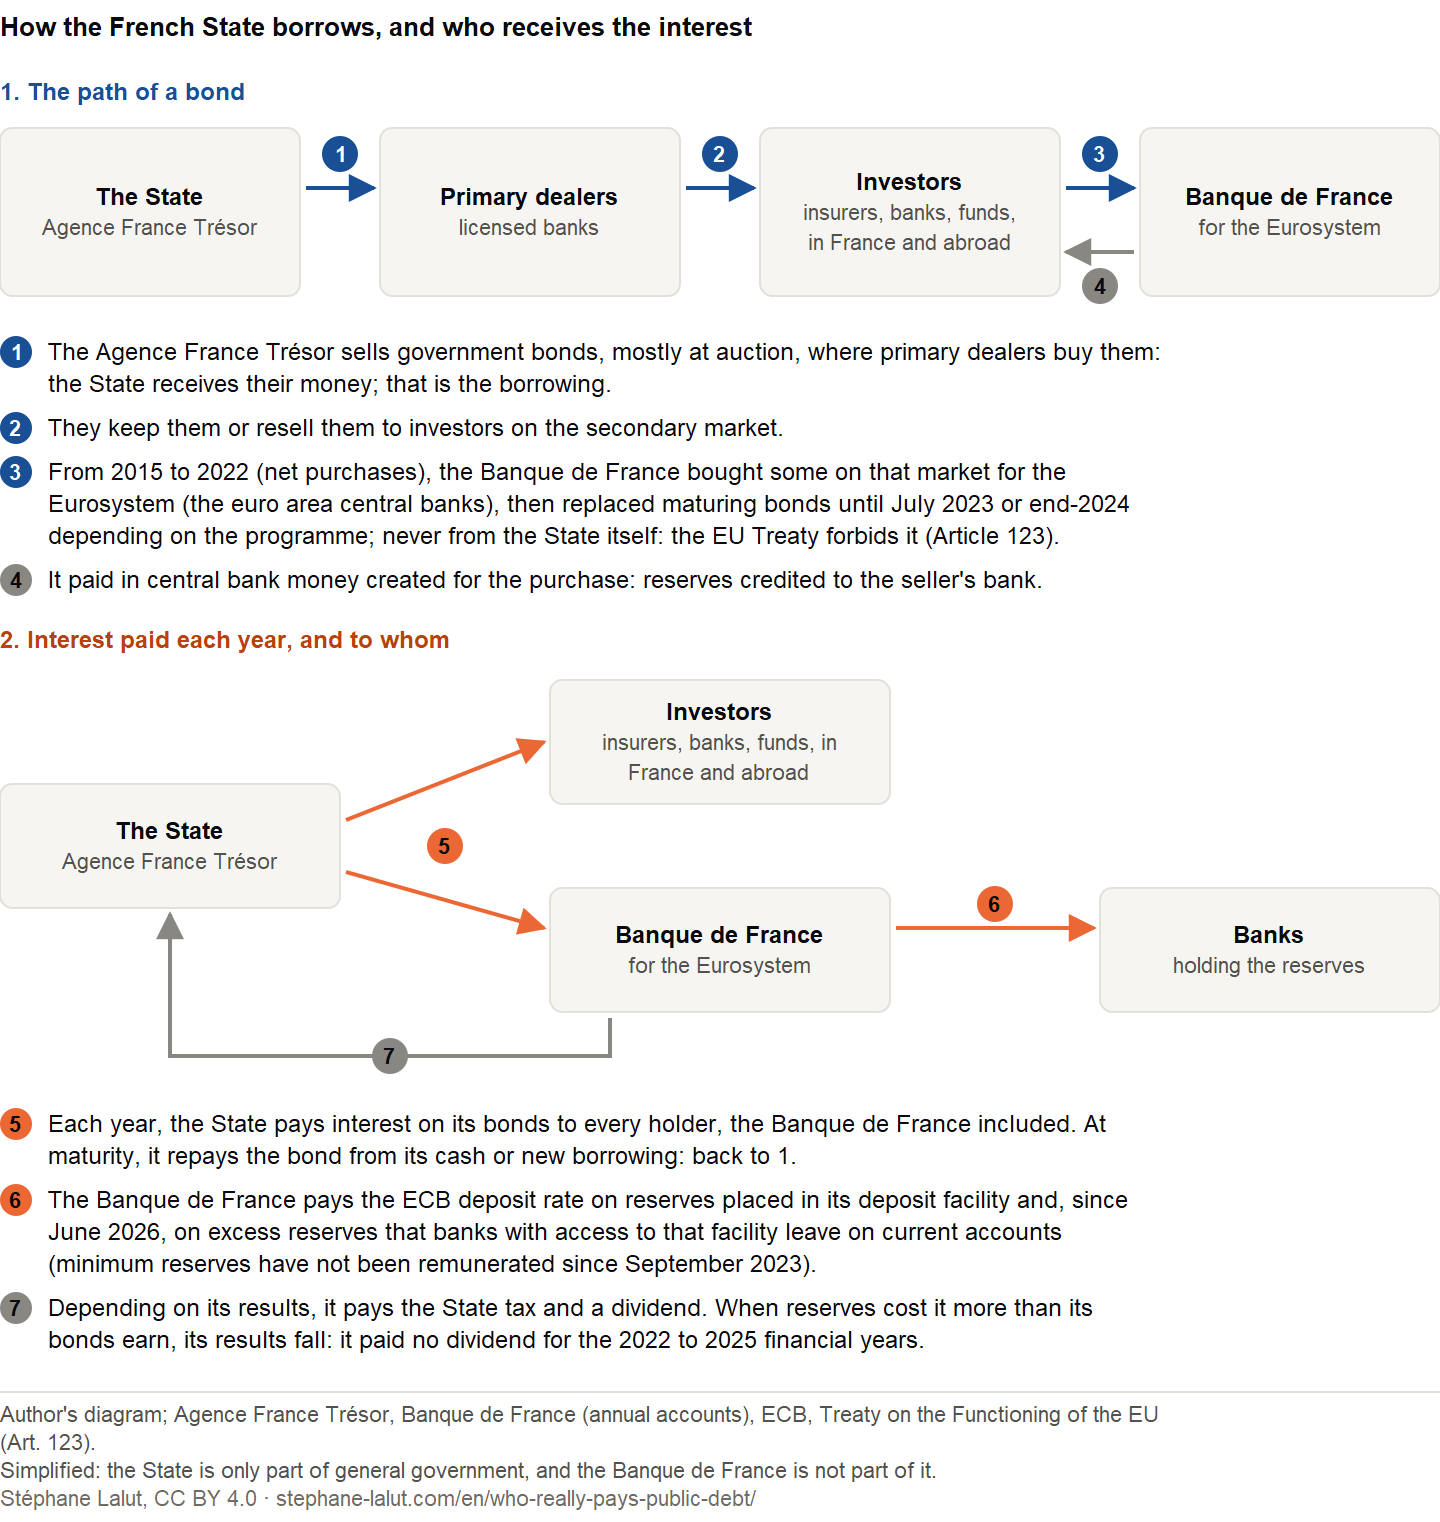 How the French State borrows, and who receives the interest
1. The path of a bond
1
2
3
The State
Agence France Trésor
Primary dealers
licensed banks
Investors
insurers, banks, funds,
in France and abroad
Banque de France
for the Eurosystem
4
1 The Agence France Trésor sells government bonds, mostly at auction, where primary dealers buy them:
the State receives their money; that is the borrowing.
2 They keep them or resell them to investors on the secondary market.
3 From 2015 to 2022 (net purchases), the Banque de France bought some on that market for the
Eurosystem (the euro area central banks), then replaced maturing bonds until July 2023 or end-2024
depending on the programme; never from the State itself: the EU Treaty forbids it (Article 123).
4 It paid in central bank money created for the purchase: reserves credited to the seller's bank.
2. Interest paid each year, and to whom
Investors
insurers, banks, funds, in
France and abroad
The State
Agence France Trésor
5
Banque de France
for the Eurosystem
6
Banks
holding the reserves
7
5 Each year, the State pays interest on its bonds to every holder, the Banque de France included. At
maturity, it repays the bond from its cash or new borrowing: back to 1.
6 The Banque de France pays the ECB deposit rate on reserves placed in its deposit facility and, since
June 2026, on excess reserves that banks with access to that facility leave on current accounts
(minimum reserves have not been remunerated since September 2023).
7 Depending on its results, it pays the State tax and a dividend. When reserves cost it more than its
bonds earn, its results fall: it paid no dividend for the 2022 to 2025 financial years.
Author's diagram; Agence France Trésor, Banque de France (annual accounts), ECB, Treaty on the Functioning of the EU
(Art. 123).
Simplified: the State is only part of general government, and the Banque de France is not part of it.
Stéphane Lalut, CC BY 4.0 · stephane-lalut.com/en/who-really-pays-public-debt/